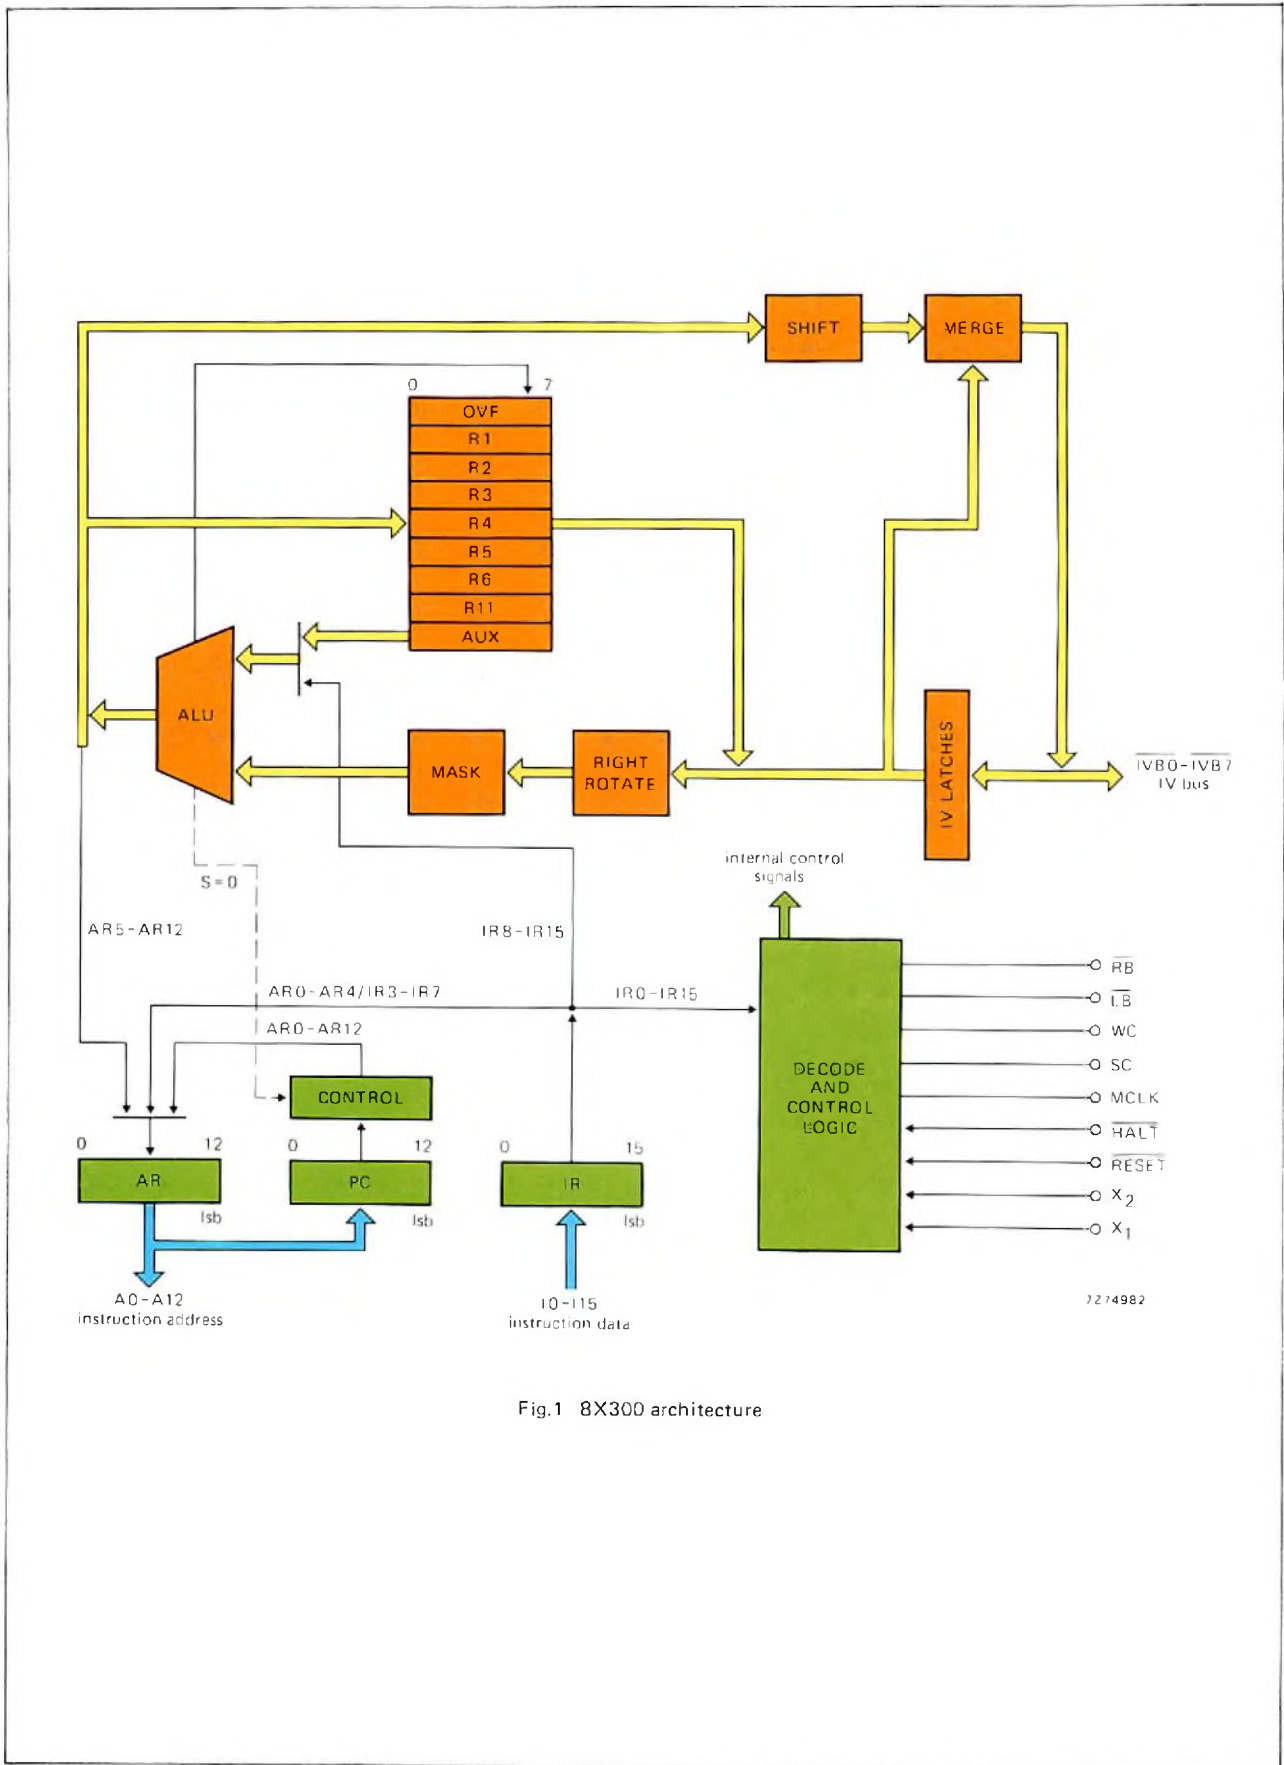 SHIFT
MERGE
0 7
OVF
R1
R2
R3
R4
R5
R6
R11
AUX
ALU
MASK
RIGHT
ROTATE
IV LATCHES
IVB0-IVB7
IV bus
S=0
internal control
signals
AR5-AR12
IR8-IR15
AR0-AR4/IR3-IR7
IR0-IR15
AR0-AR12
CONTROL
DECODE
AND
CONTROL
LOGIC
RB
LB
WC
SC
MCLK
HALT
RESET
X2
X1
0 12
AR
lsb
0 12
PC
lsb
0 15
IR
lsb
A0-A12
instruction address
I0-I15
instruction data
7274982
Fig.1 8X300 architecture